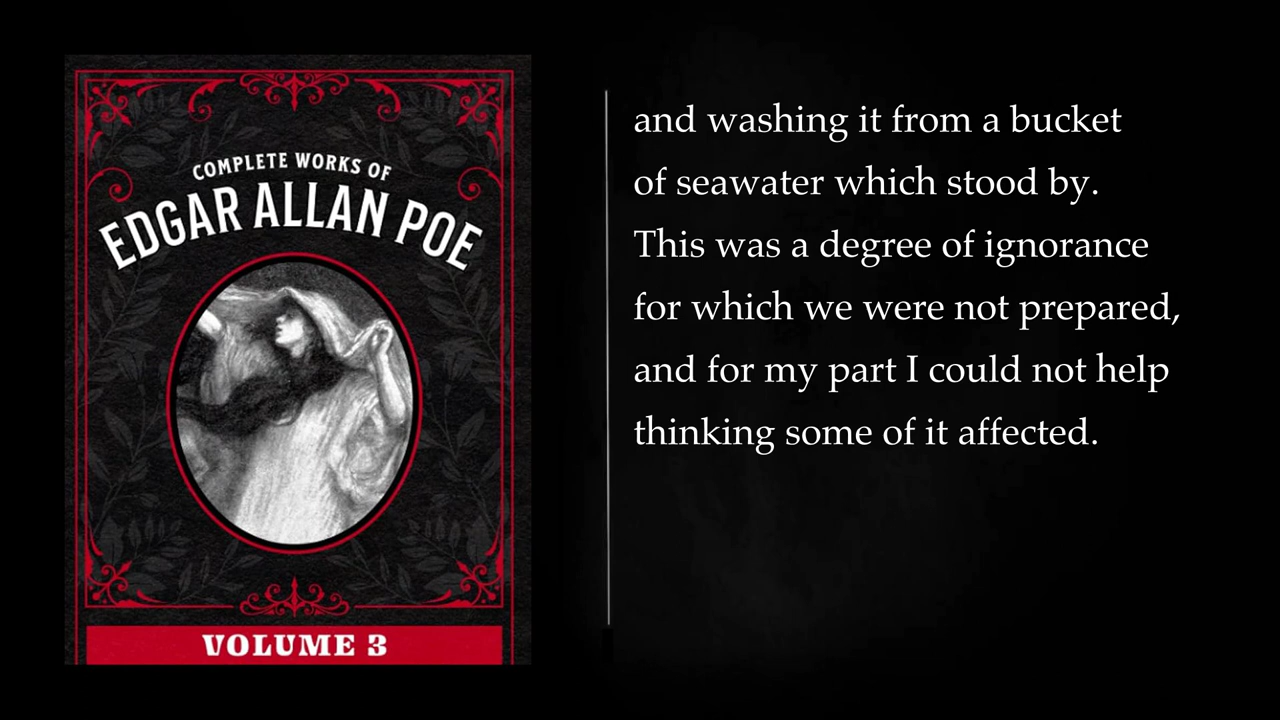 COMPLETE WORKS OF
EDGAR ALLAN POE
VOLUME 3
and washing it from a bucket
of seawater which stood by.
This was a degree of ignorance
for which we were not prepared,
and for my part I could not help
thinking some of it affected.